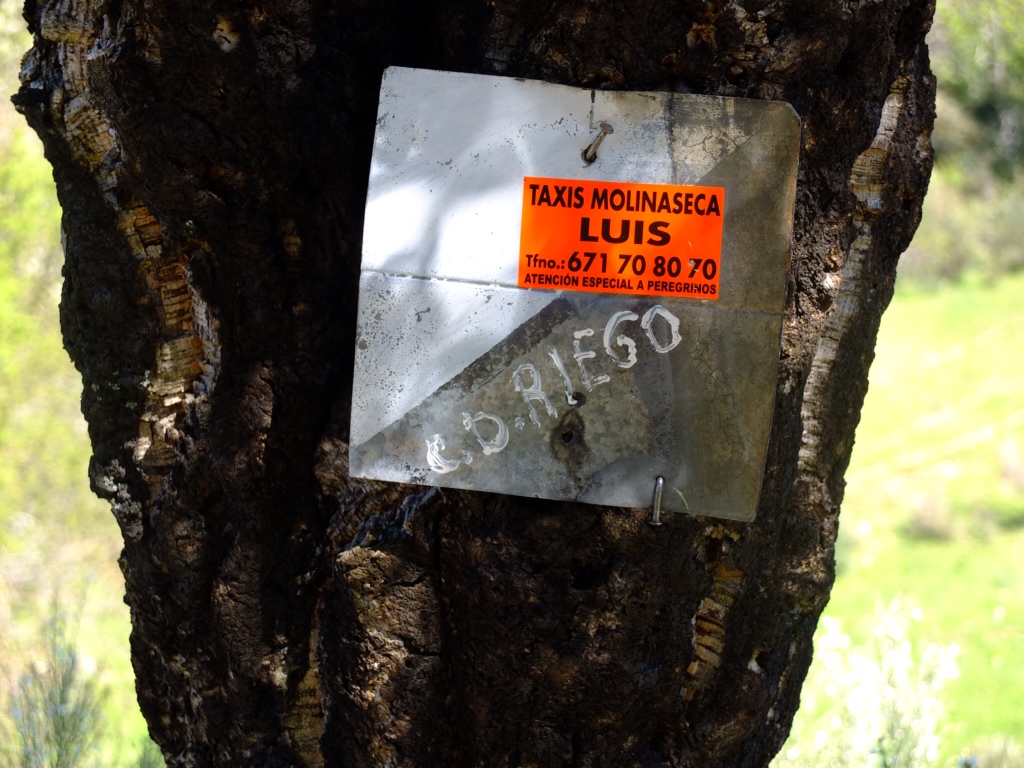 TAXIS MOLINASECA
LUIS
Tfno.: 671 70 80 70
ATENCIÓN ESPECIAL A PEREGRINOS
C.D.RIEGO